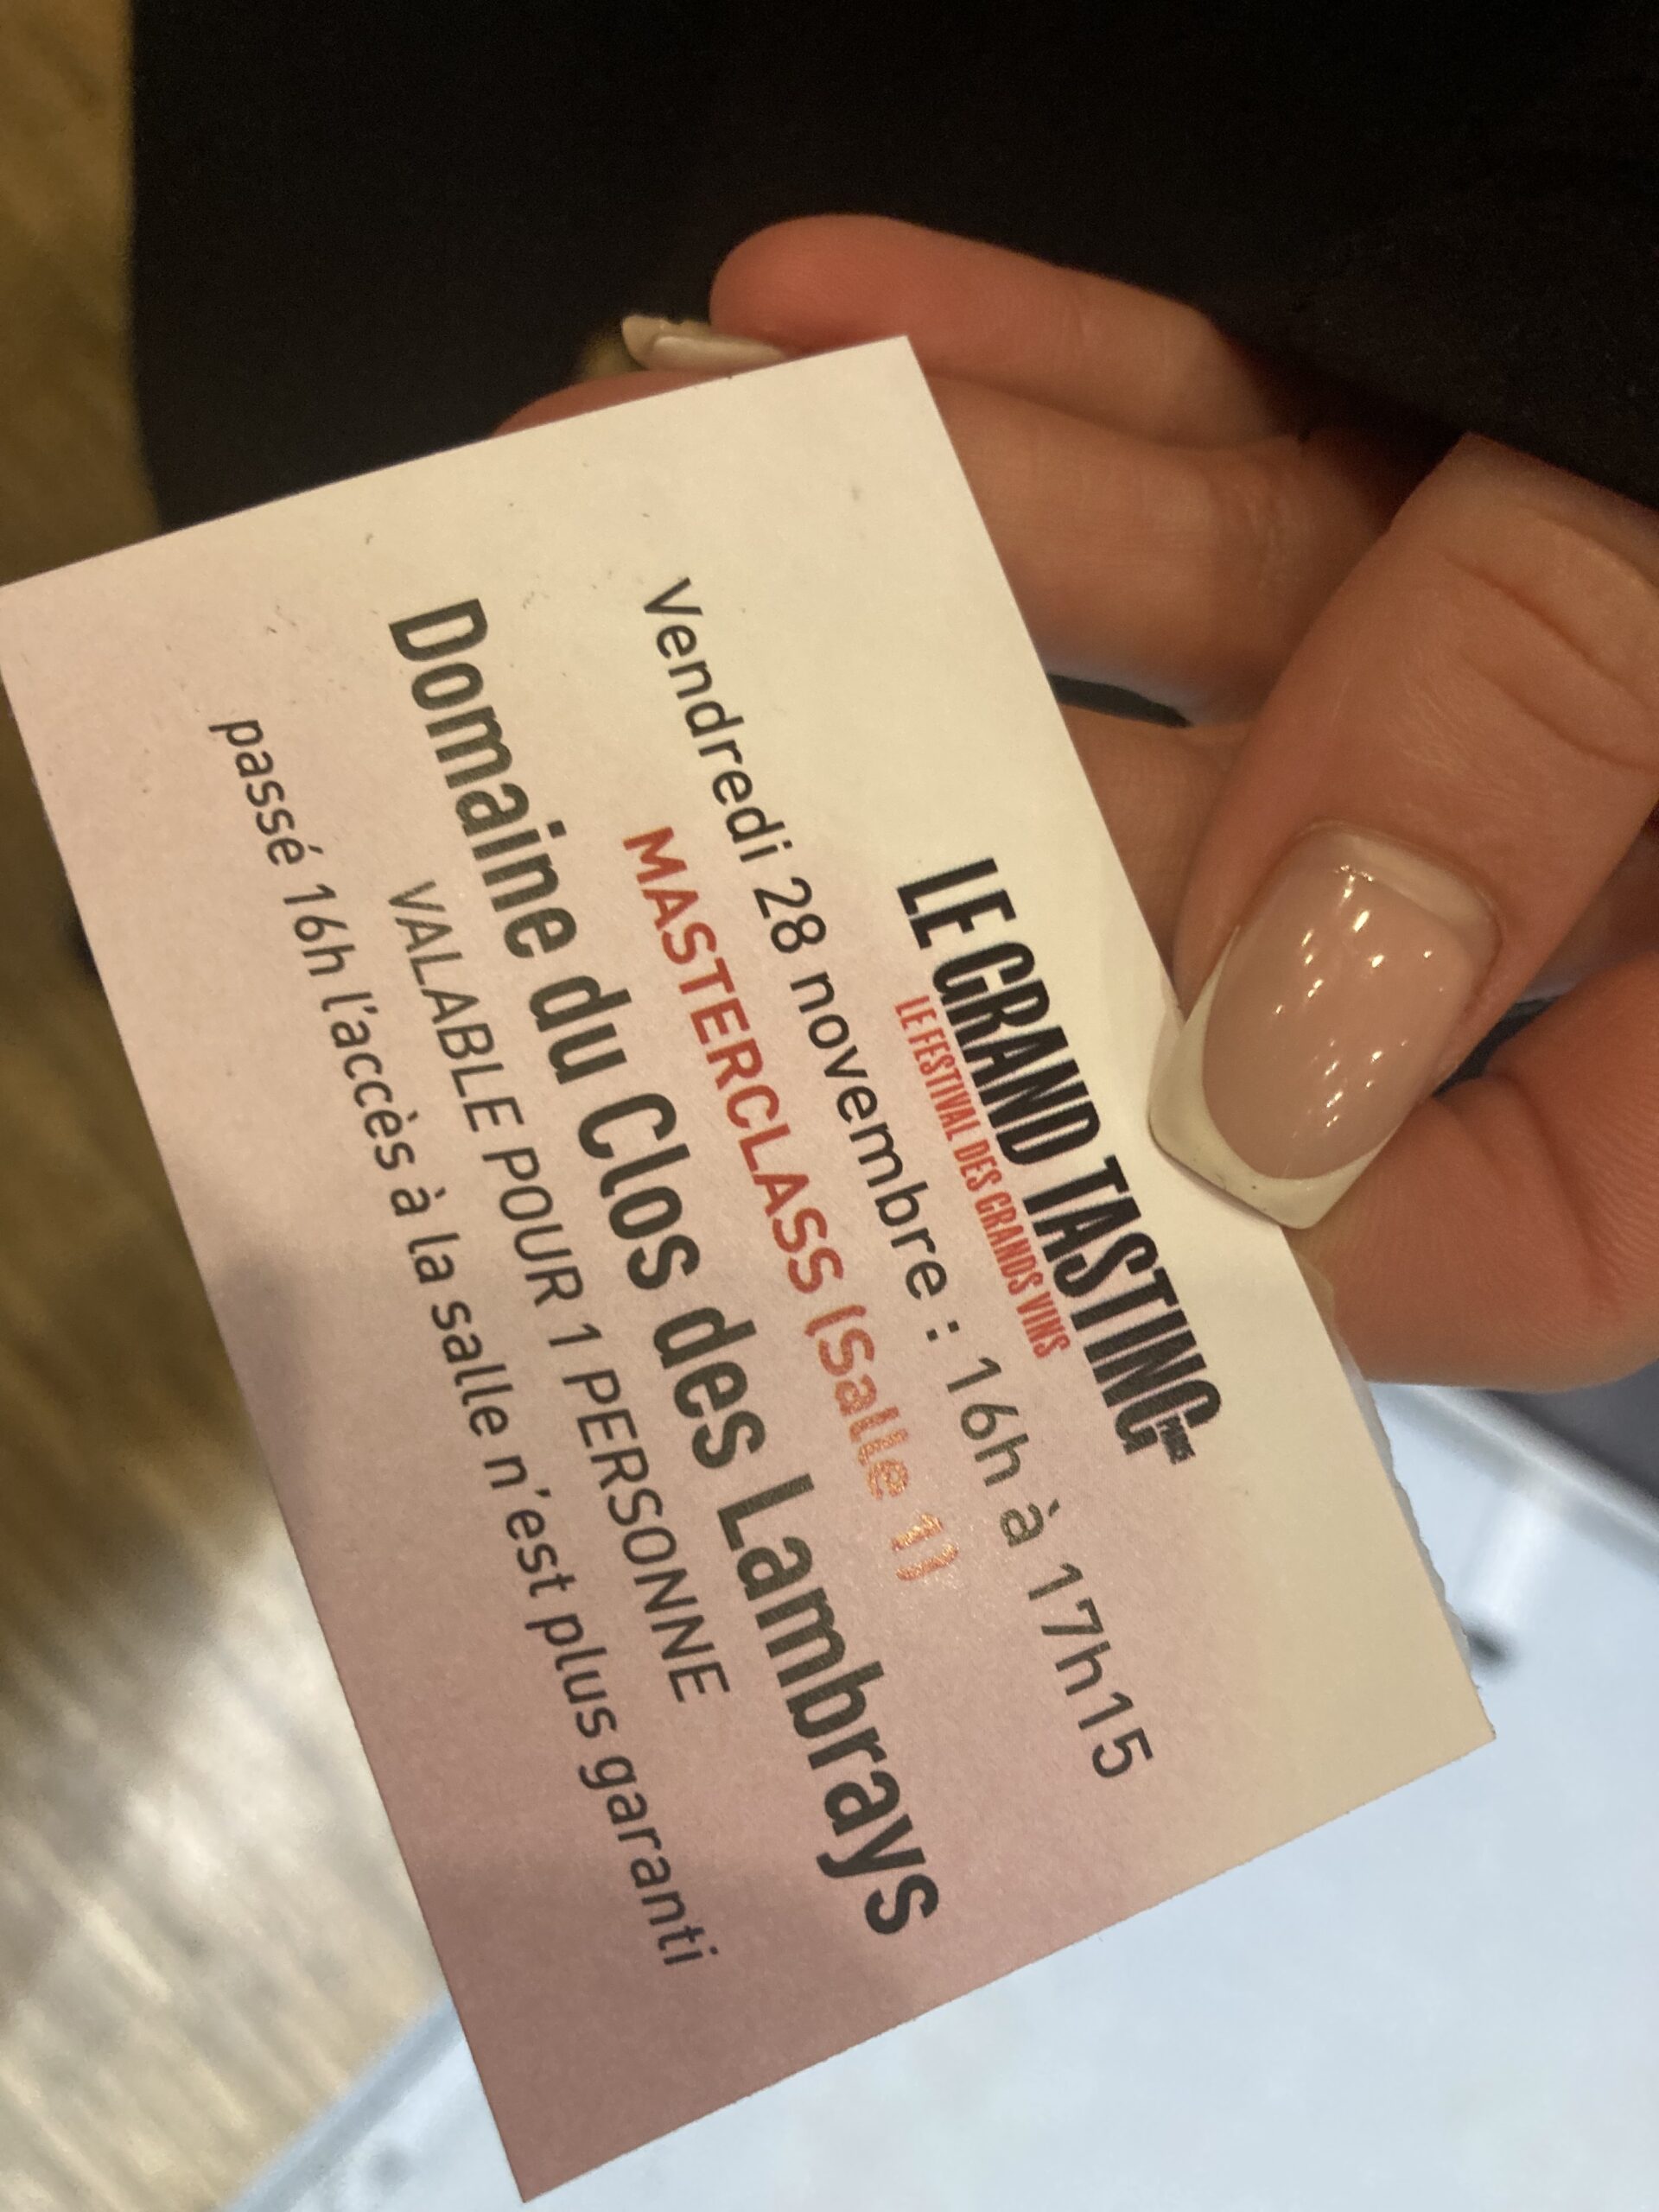 LE GRAND TASTING
PARIS
LE FESTIVAL DES GRANDS VINS
Vendredi 28 novembre : 16h à 17h15
MASTERCLASS (Salle 1)
Domaine du Clos des Lambrays
VALABLE POUR 1 PERSONNE
passé 16h l'accès à la salle n'est plus garanti